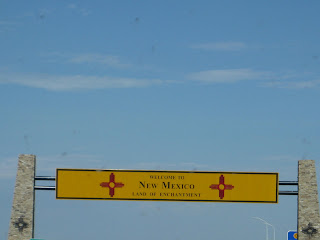 WELCOME TO
NEW MEXICO
LAND OF ENCHANTMENT